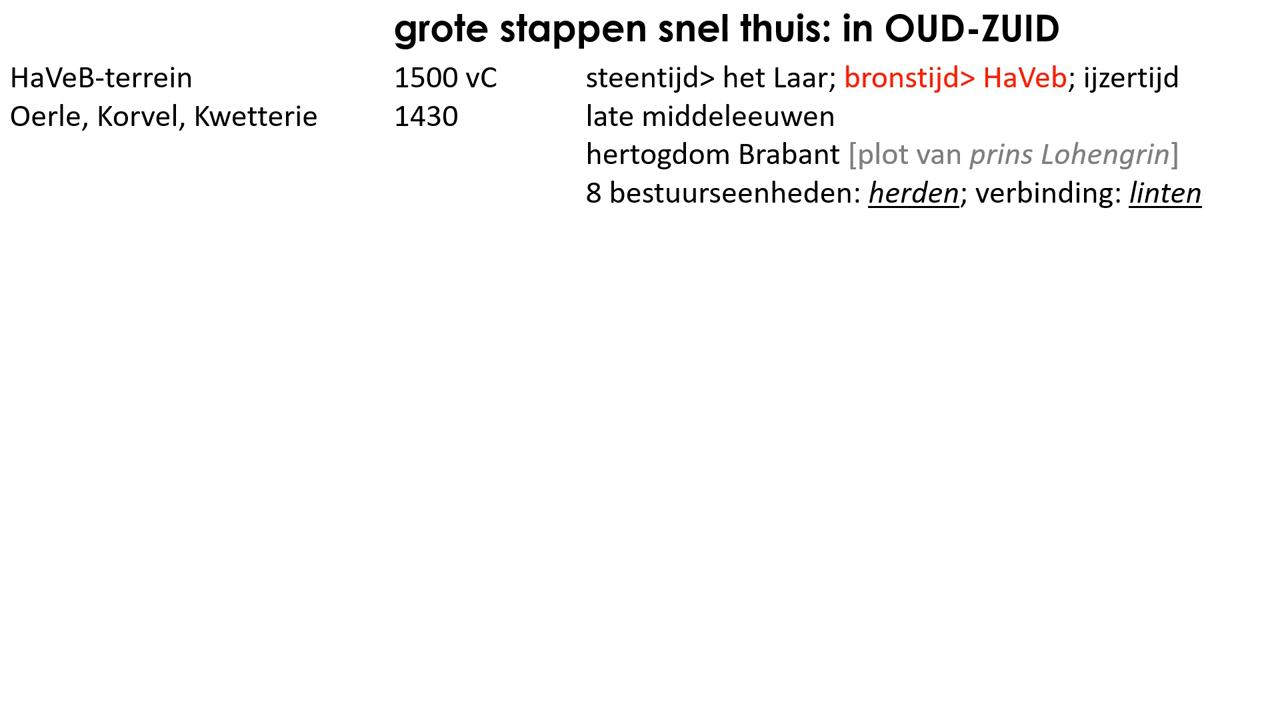 grote stappen snel thuis: in OUD-ZUID
HaVeB-terrein 1500 vC steentijd> het Laar; bronstijd> HaVeb; ijzertijd
Oerle, Korvel, Kwetterie 1430 late middeleeuwen
hertogdom Brabant [plot van prins Lohengrin]
8 bestuurseenheden: herden; verbinding: linten